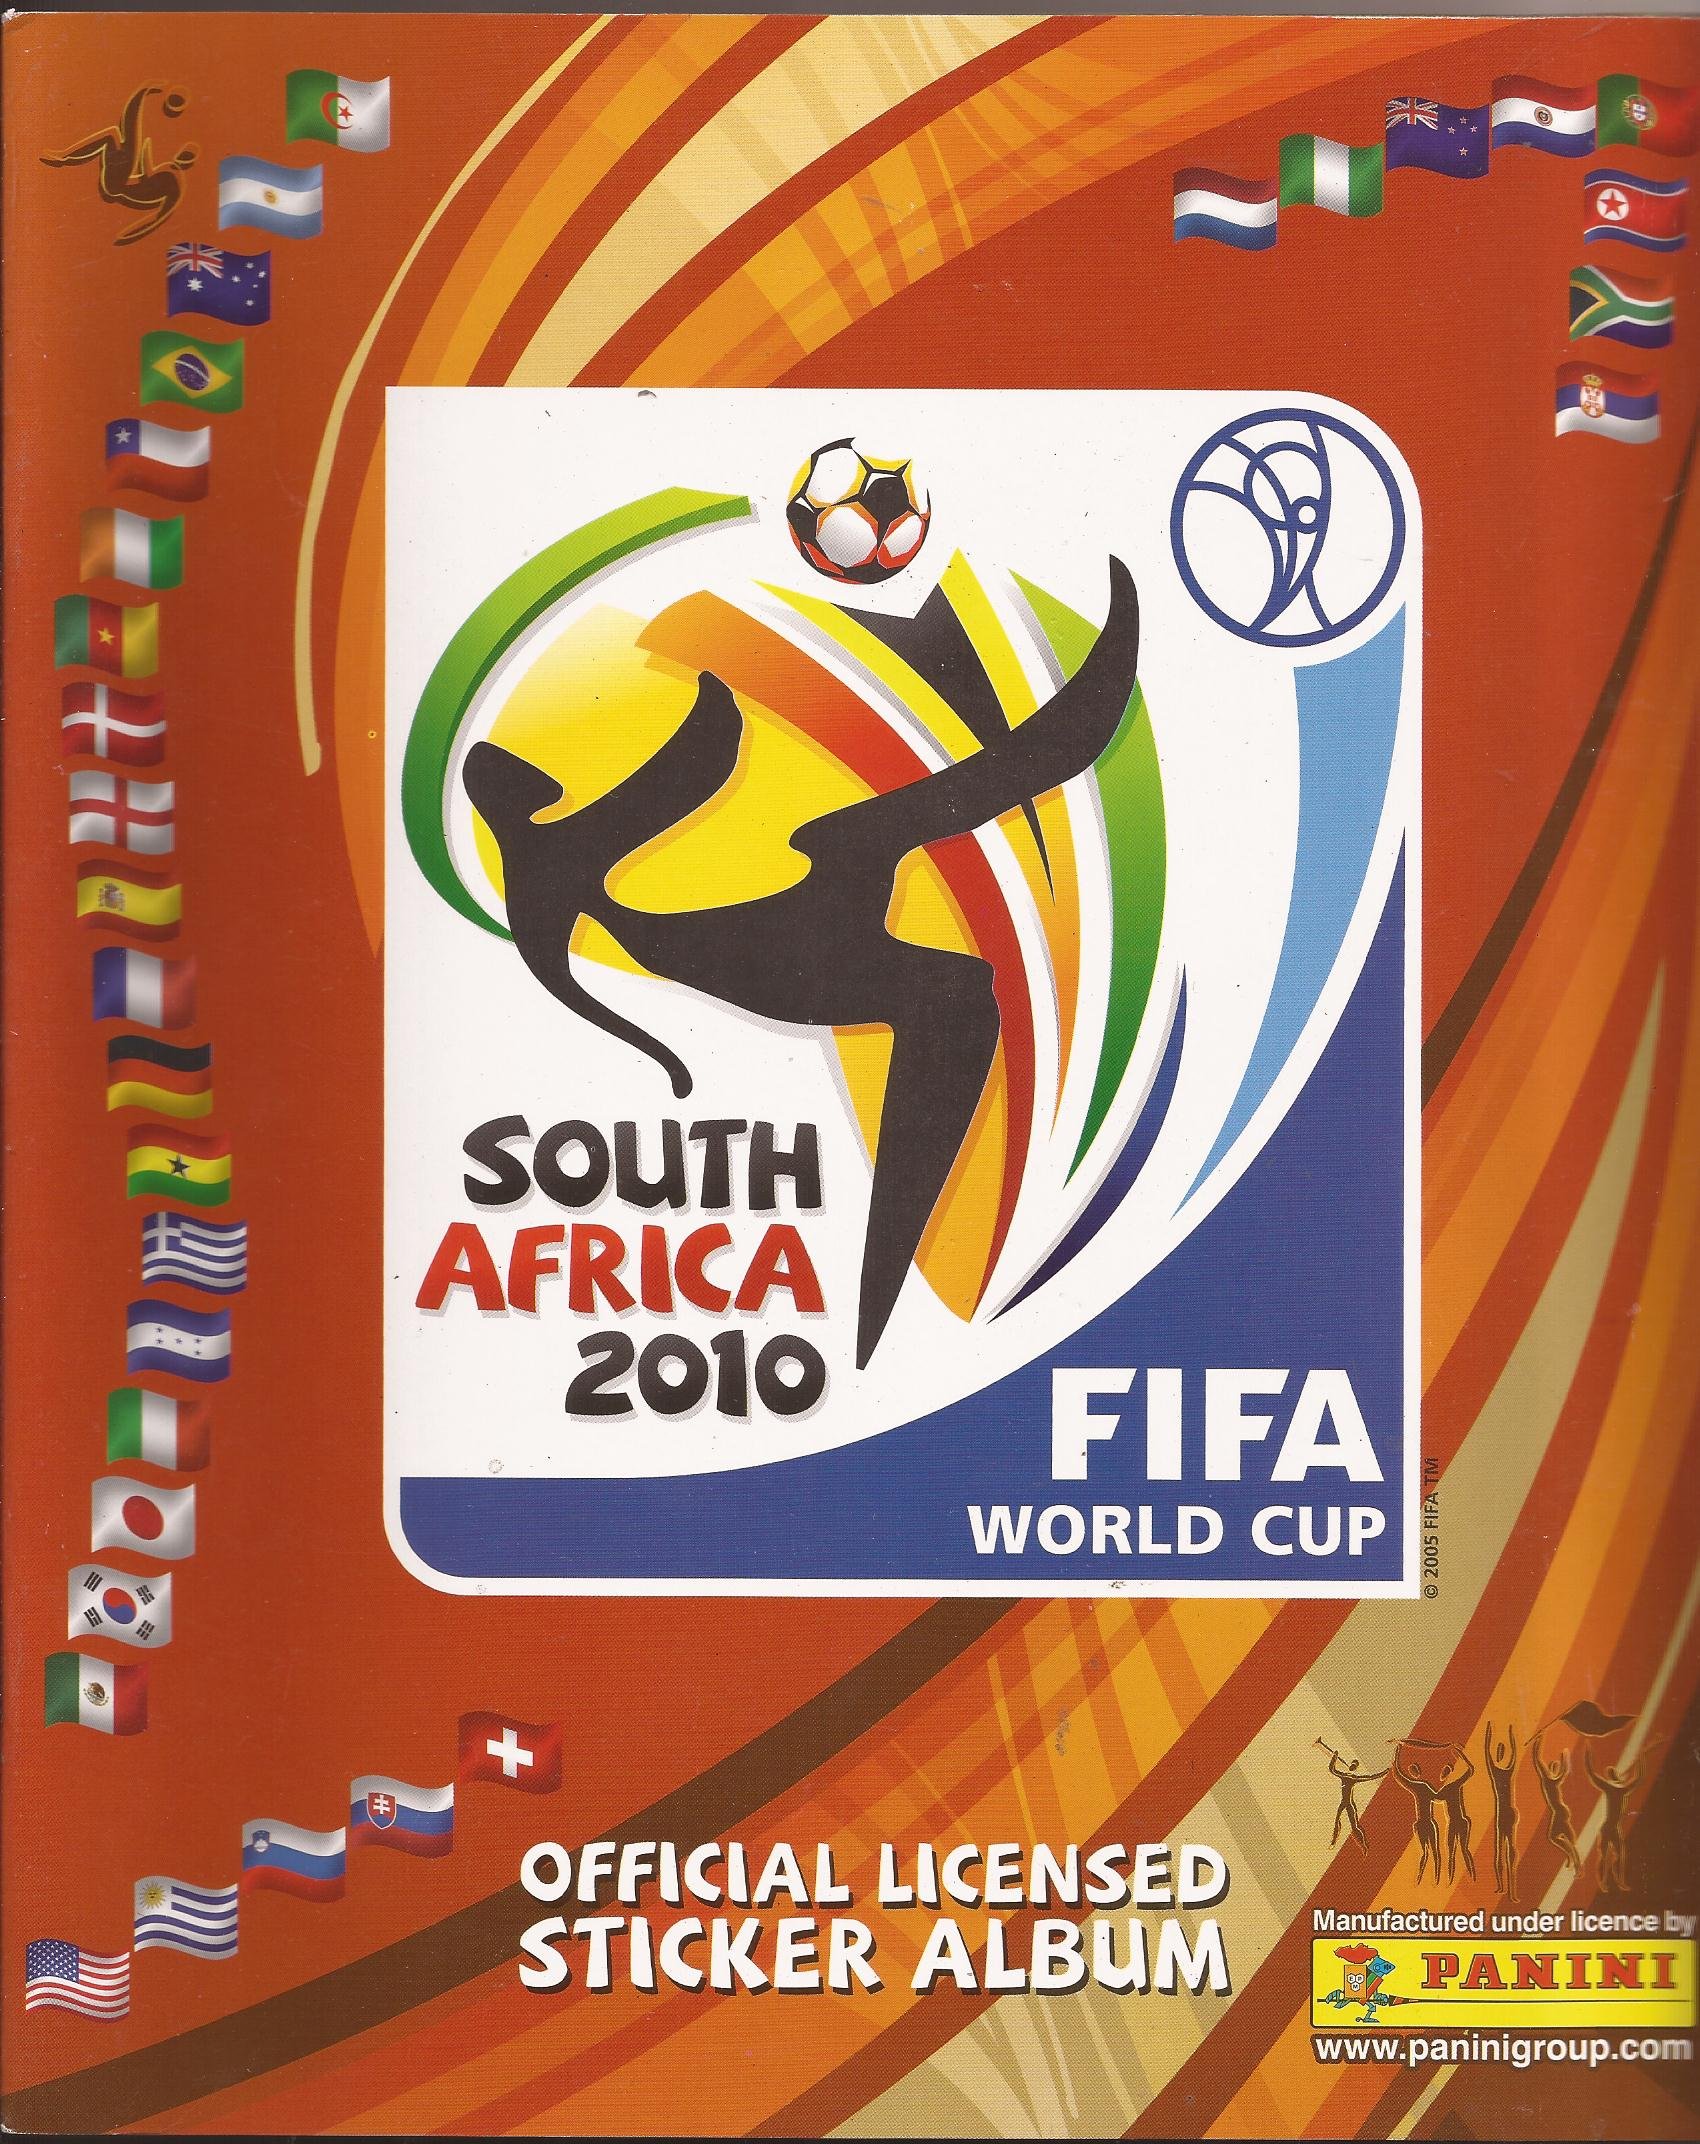 SOUTH
AFRICA
2010
FIFA
WORLD CUP
© 2005 FIFA TM
OFFICIAL LICENSED
STICKER ALBUM
Manufactured under licence by
PANINI
www.paninigroup.com